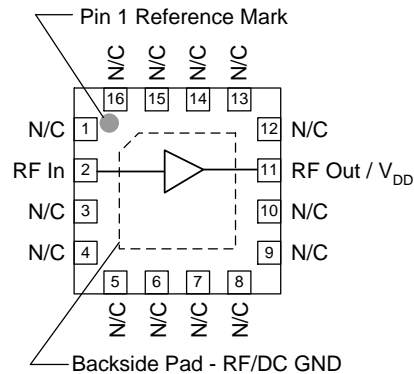 Pin 1 Reference Mark
N/C N/C N/C N/C
16 15 14 13
N/C 1 12 N/C
RF In 2 11 RF Out / VDD
N/C 3 10 N/C
N/C 4 9 N/C
5 6 7 8
N/C N/C N/C N/C
Backside Pad - RF/DC GND